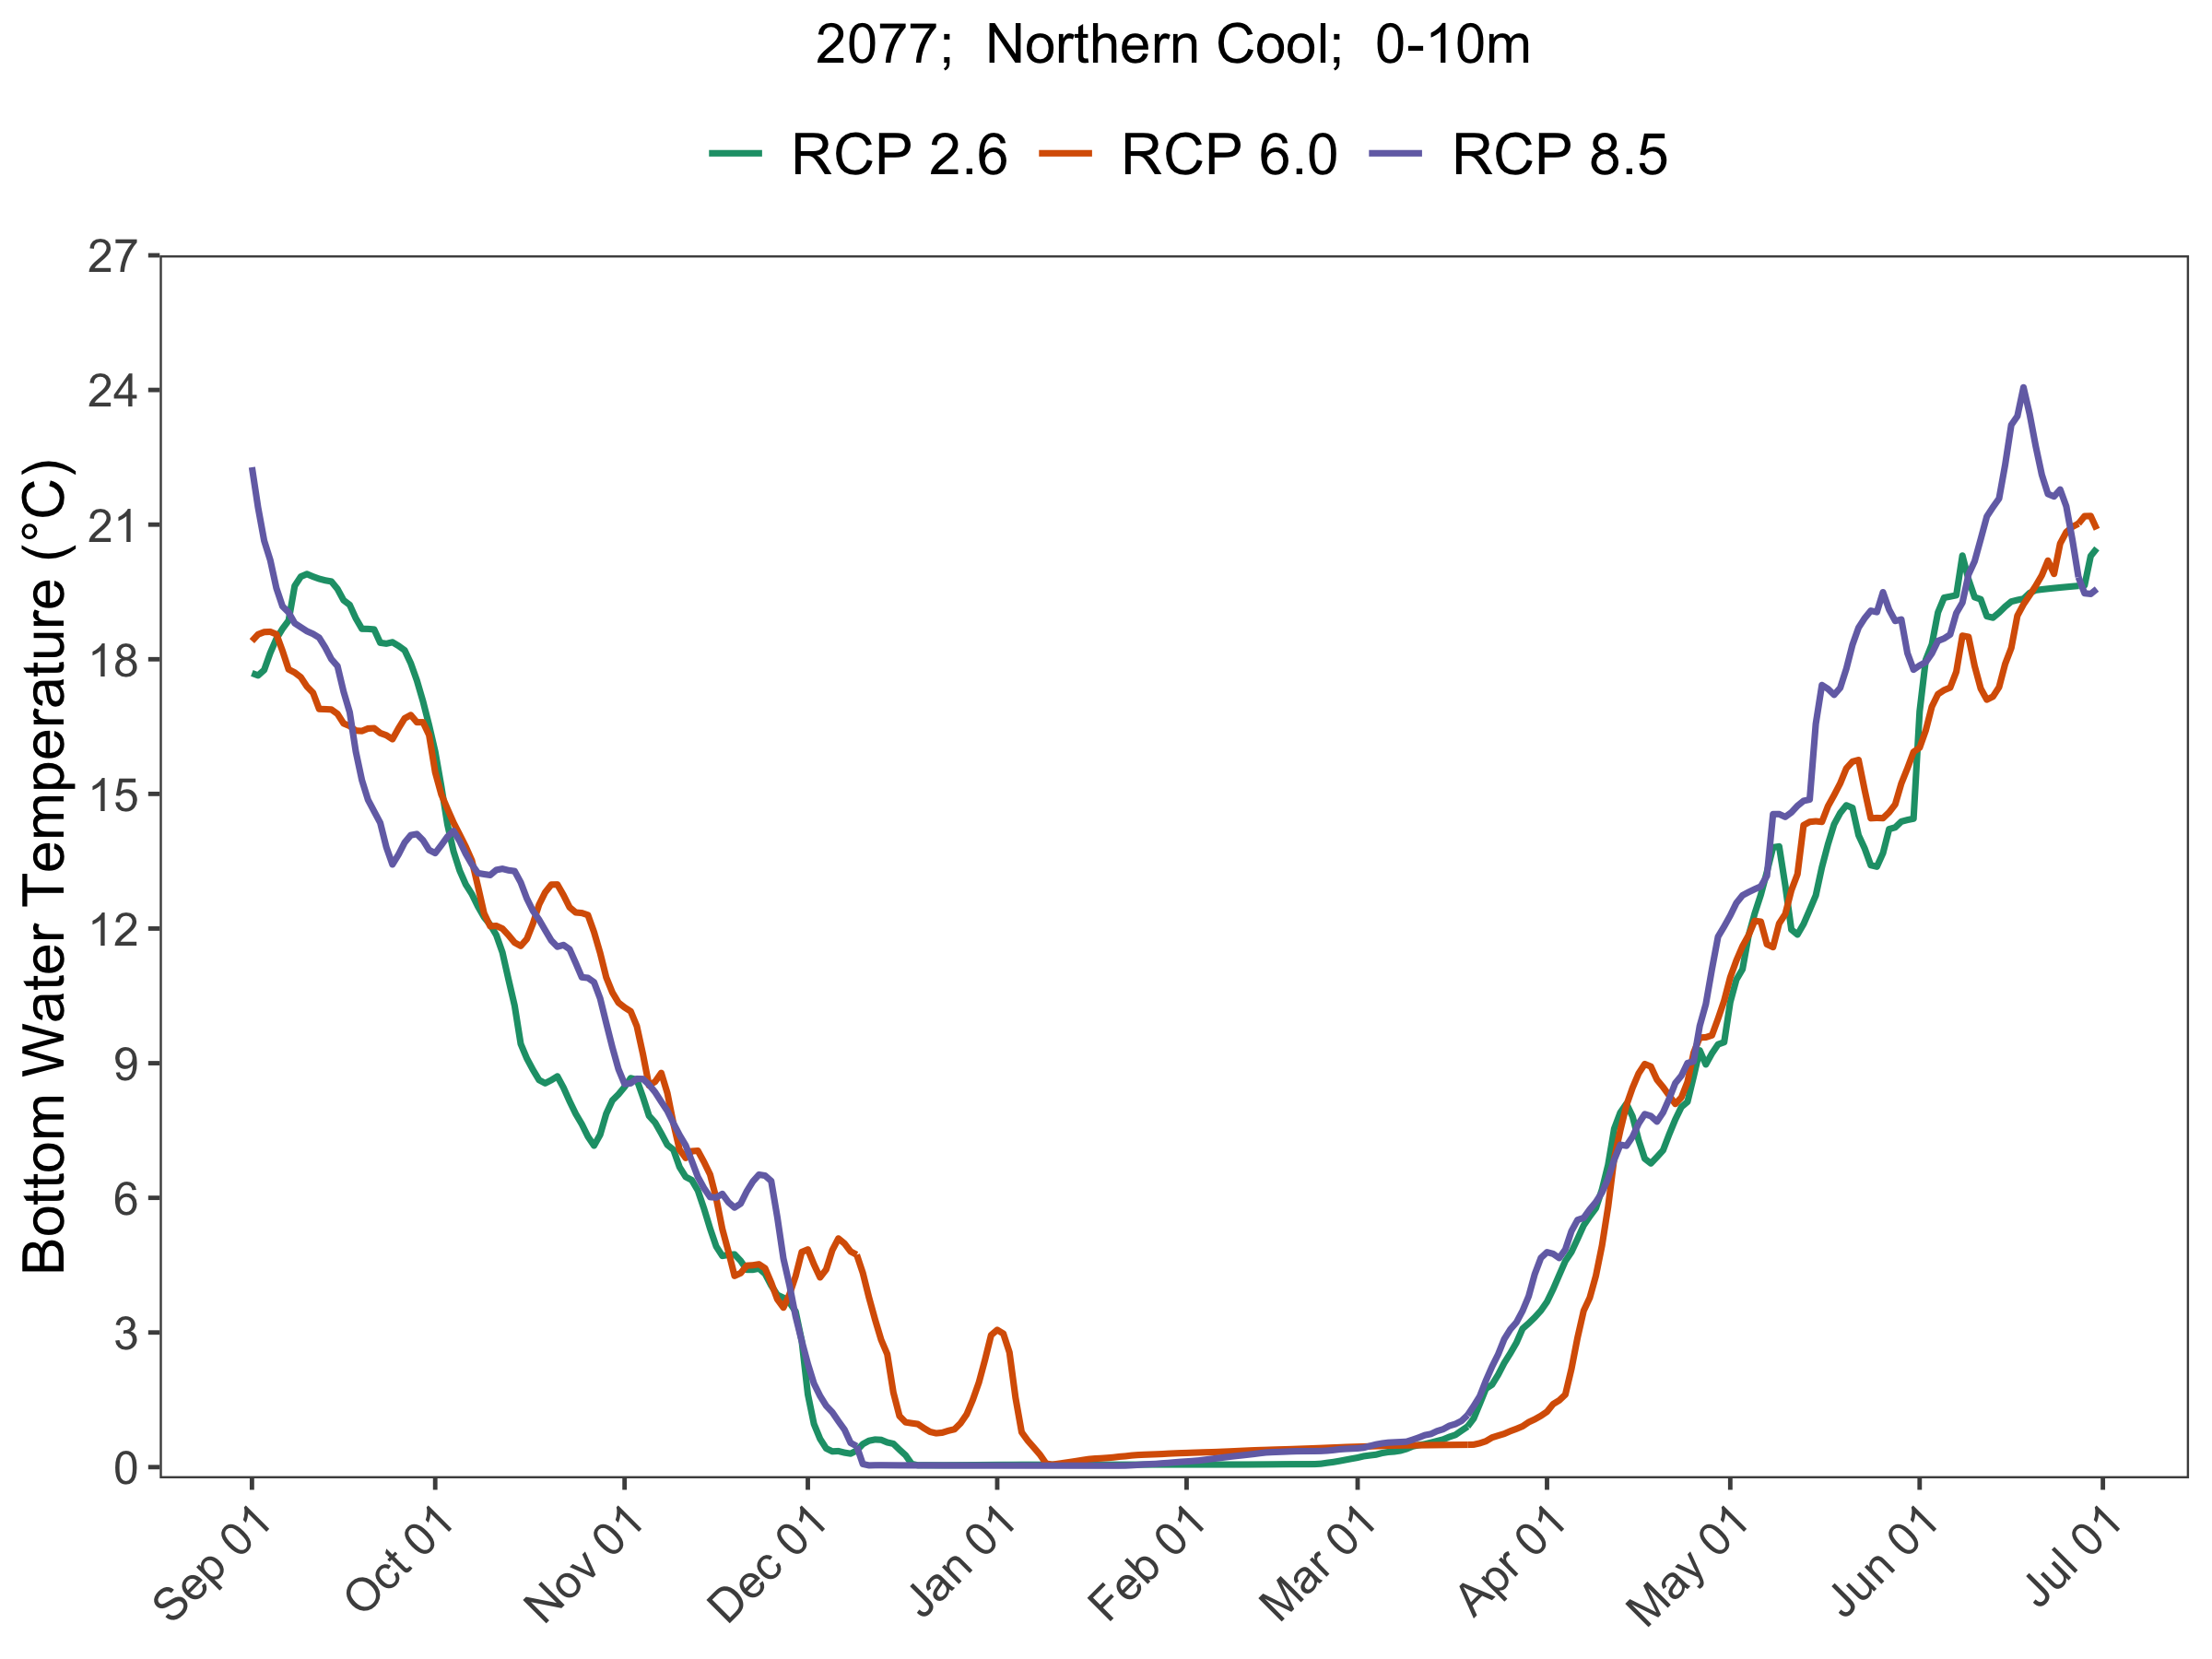 2077;  Northern Cool;  0-10m
RCP 2.6 RCP 6.0 RCP 8.5
Bottom Water Temperature (°C)
27
24
21
18
15
12
9
6
3
0
Sep 01 Oct 01 Nov 01 Dec 01 Jan 01 Feb 01 Mar 01 Apr 01 May 01 Jun 01 Jul 01